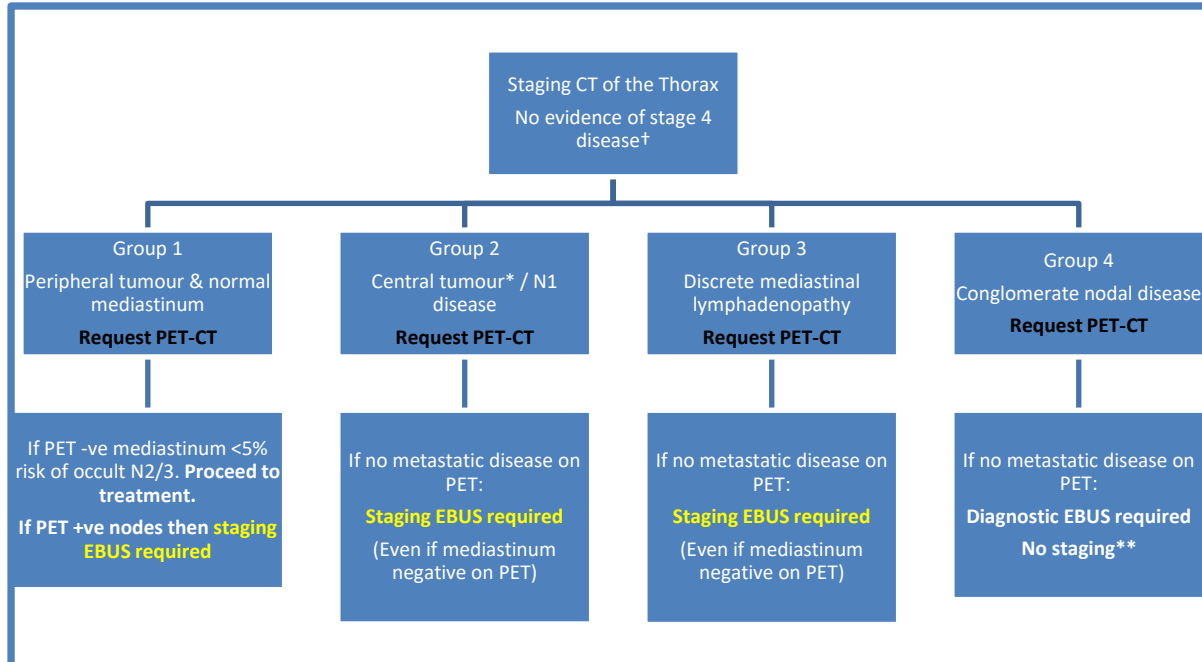 Staging CT of the Thorax
No evidence of stage 4
disease†
Group 1
Peripheral tumour & normal
mediastinum
Request PET-CT
Group 2
Central tumour* / N1
disease
Request PET-CT
Group 3
Discrete mediastinal
lymphadenopathy
Request PET-CT
Group 4
Conglomerate nodal disease
Request PET-CT
If PET -ve mediastinum <5%
risk of occult N2/3. Proceed to
treatment.
If PET +ve nodes then staging
EBUS required
If no metastatic disease on
PET:
Staging EBUS required
(Even if mediastinum
negative on PET)
If no metastatic disease on
PET:
Staging EBUS required
(Even if mediastinum
negative on PET)
If no metastatic disease on
PET:
Diagnostic EBUS required
No staging**